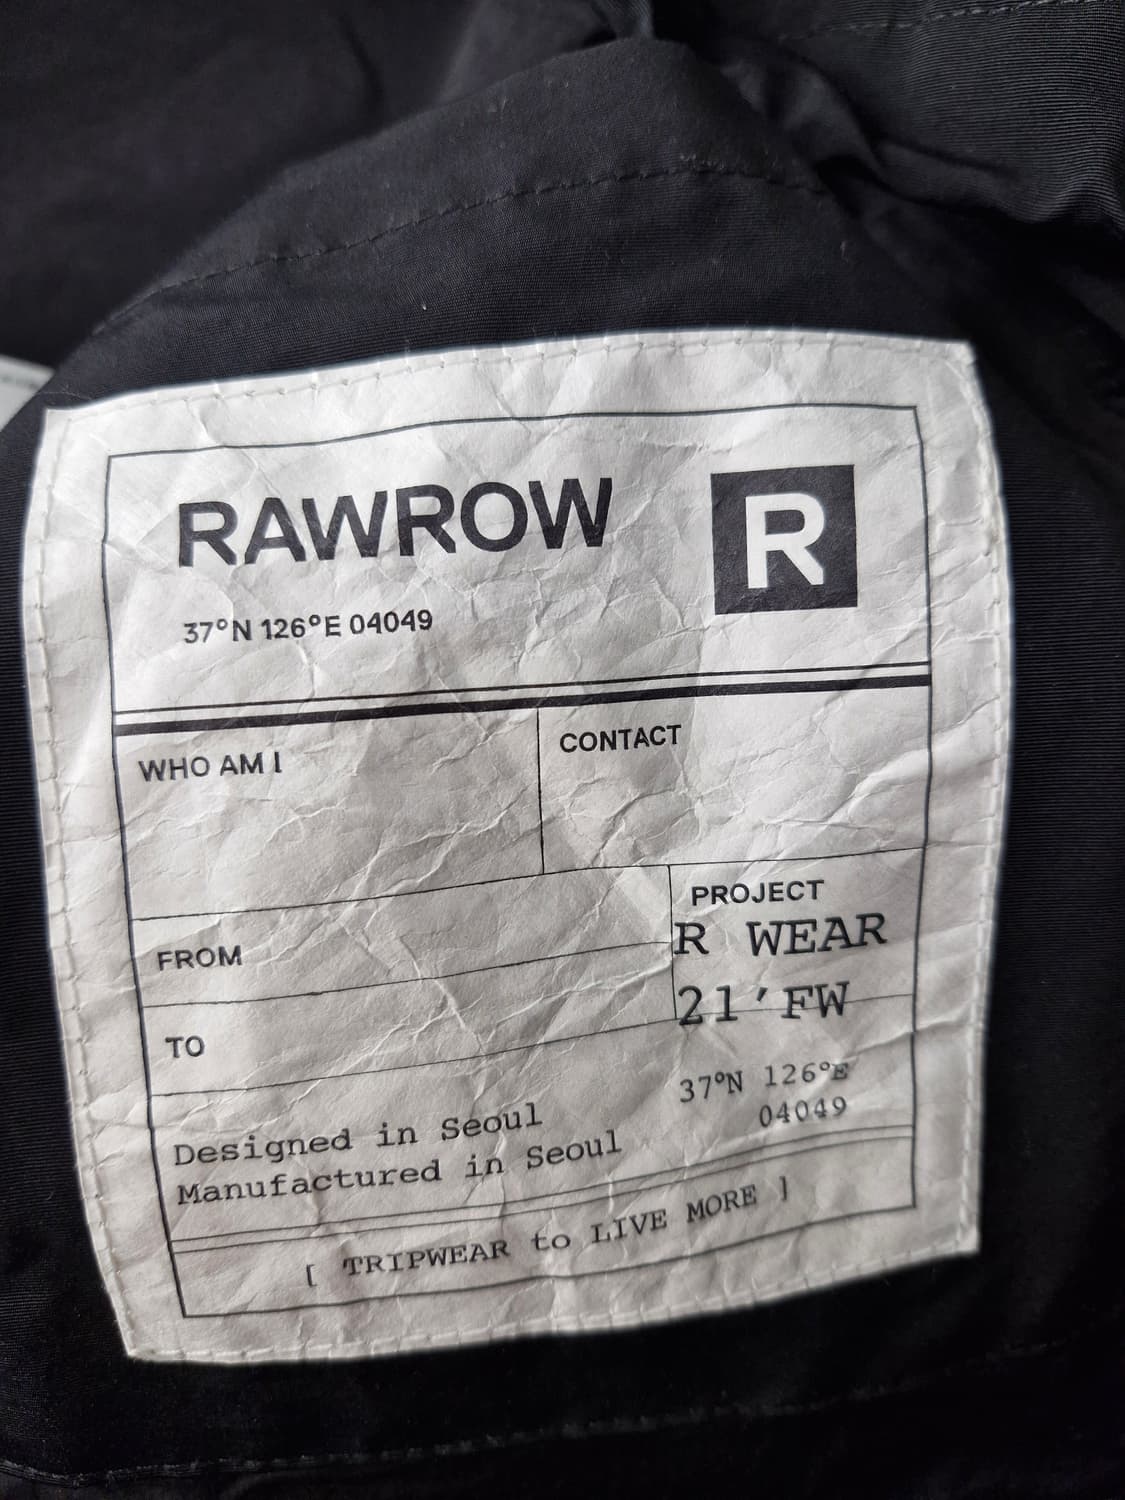 RAWROW
R
37°N 126°E 04049
WHO AM I
CONTACT
FROM
PROJECT
R WEAR
21'FW
TO
37°N 126°E
04049
Designed in Seoul
Manufactured in Seoul
[ TRIPWEAR to LIVE MORE ]